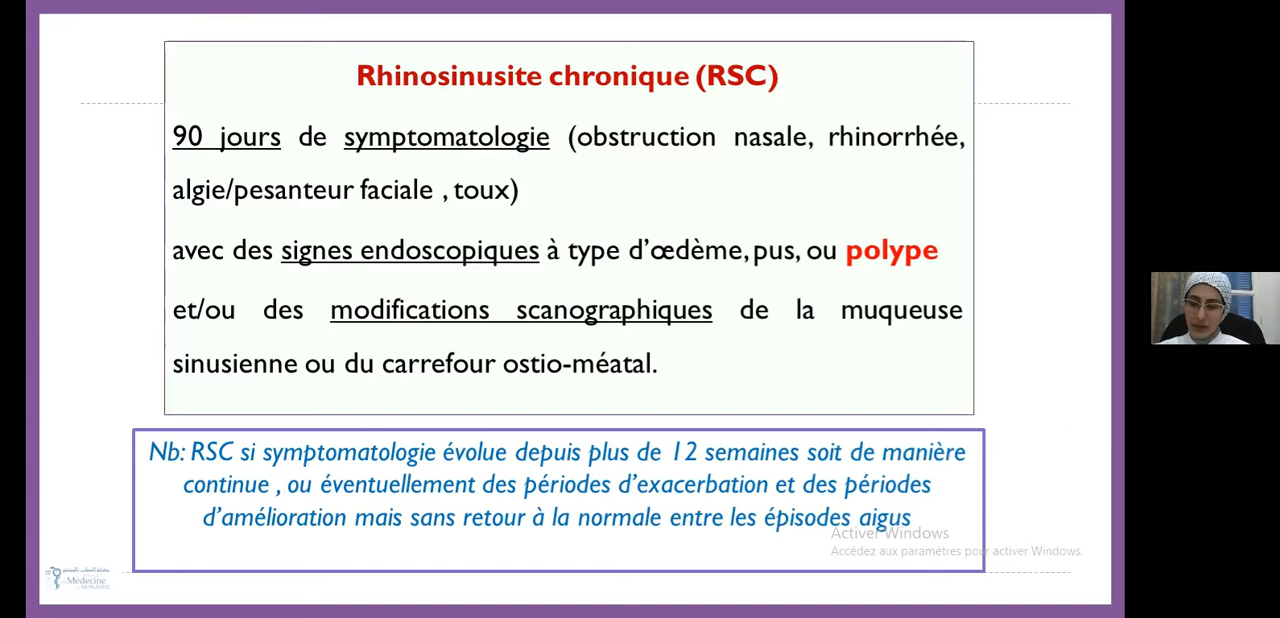 Rhinosinusite chronique (RSC)
90 jours de symptomatologie (obstruction nasale, rhinorrhée,
algie/pesanteur faciale , toux)
avec des signes endoscopiques à type d’œdème, pus, ou polype
et/ou des modifications scanographiques de la muqueuse
sinusienne ou du carrefour ostio-méatal.
Nb: RSC si symptomatologie évolue depuis plus de 12 semaines soit de manière
continue , ou éventuellement des périodes d’exacerbation et des périodes
d’amélioration mais sans retour à la normale entre les épisodes aigus
Activer Windows
Accédez aux paramètres pour activer Windows.
Médecine